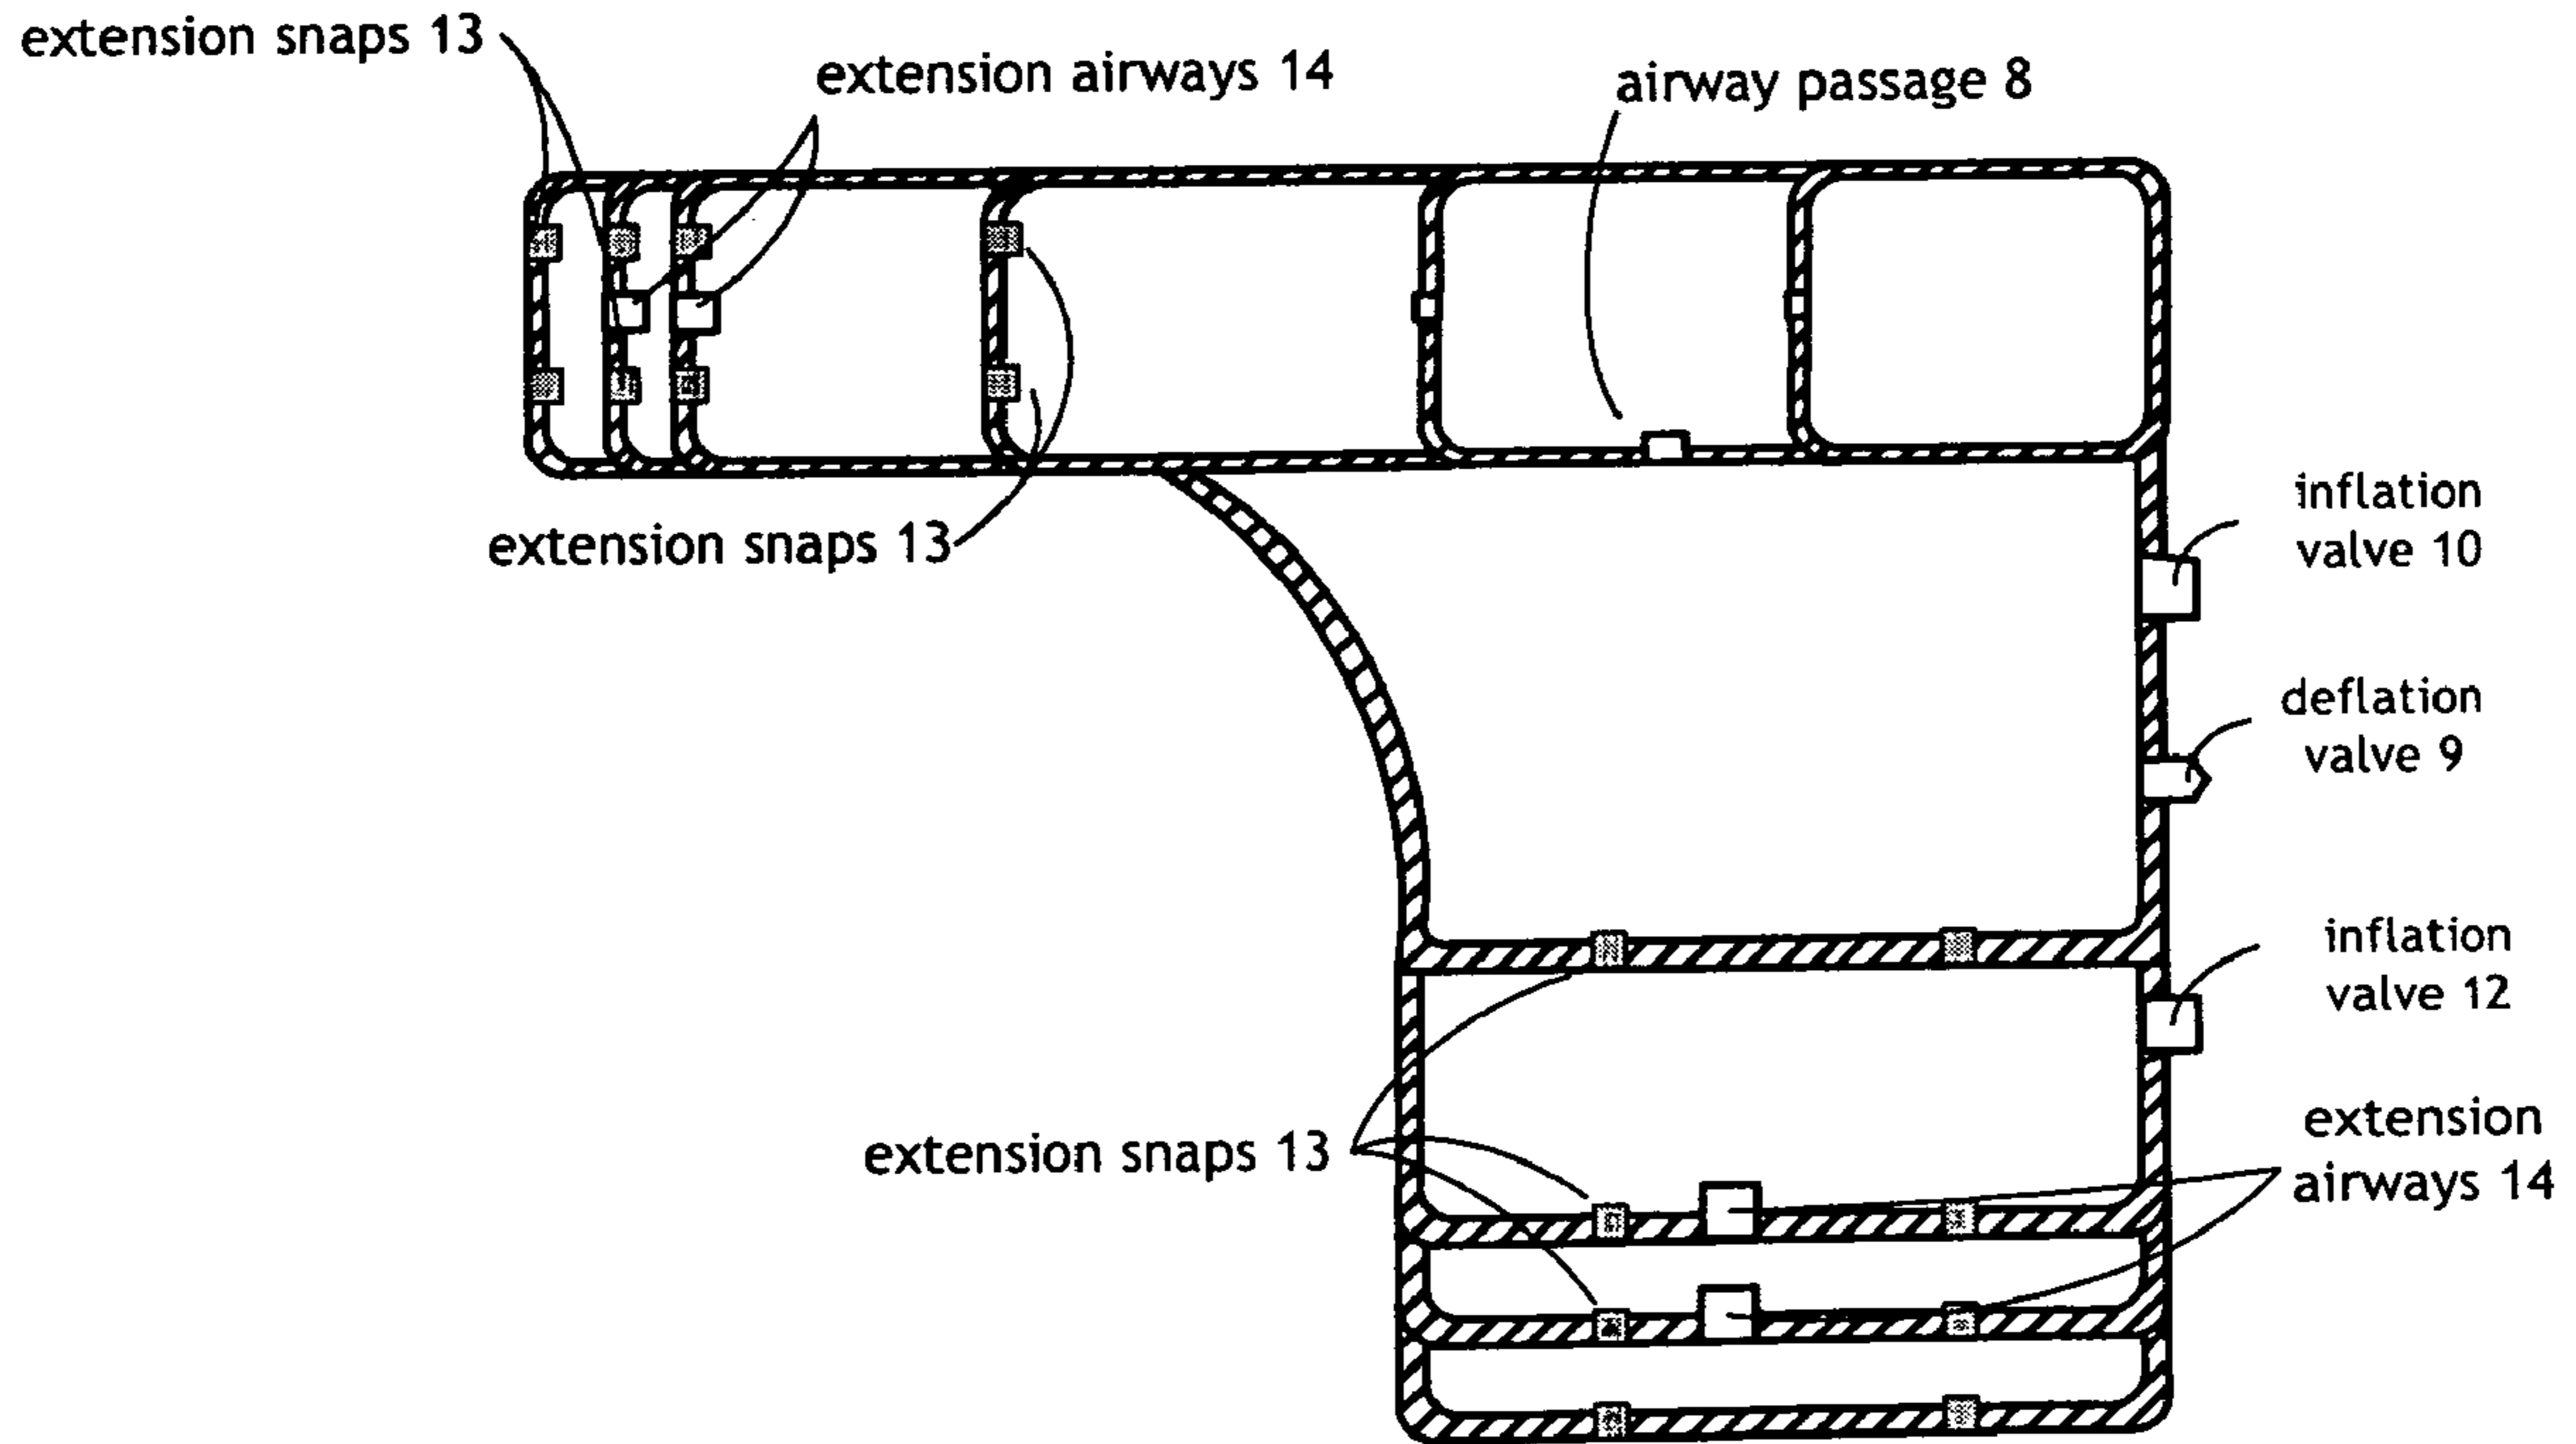 extension snaps 13
extension airways 14
airway passage 8
extension snaps 13
inflation
valve 10
deflation
valve 9
inflation
valve 12
extension snaps 13
extension
airways 14